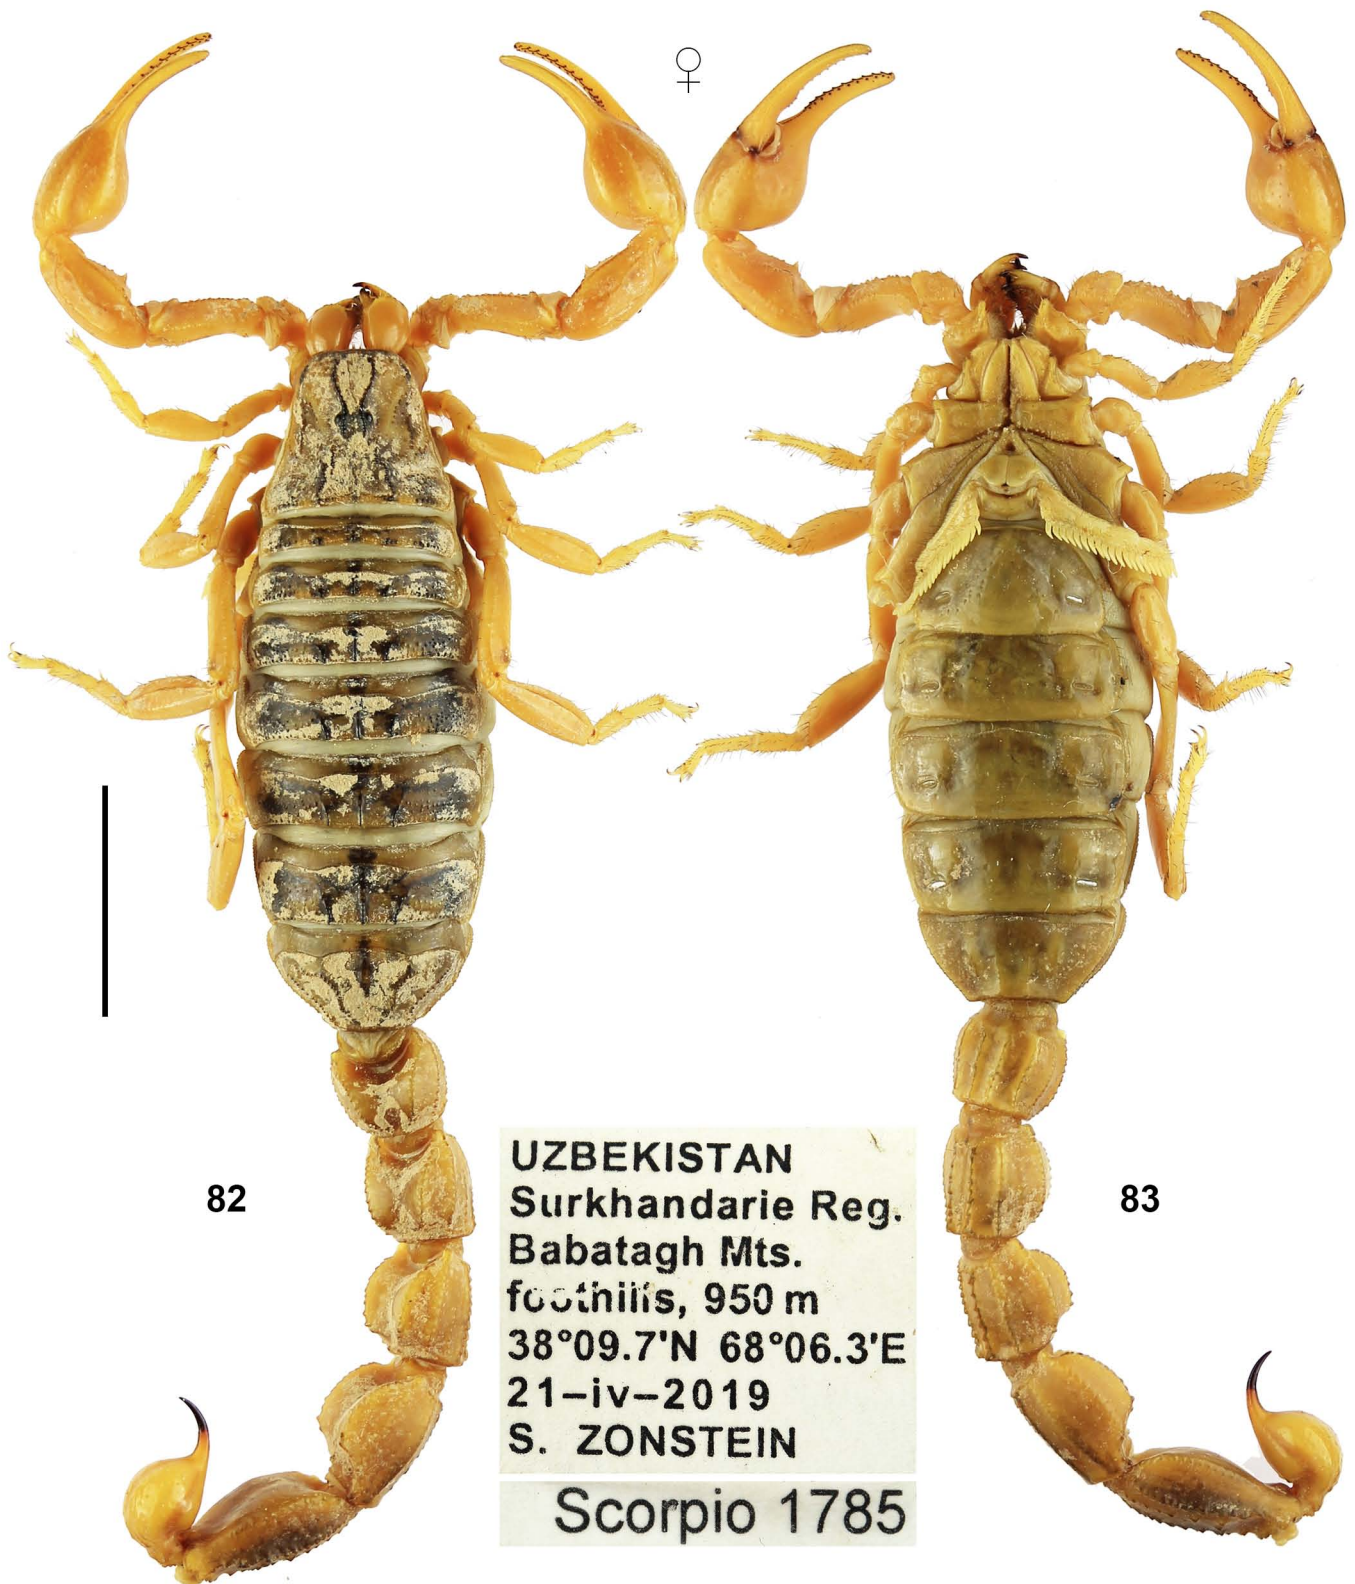 ♀
82
83
UZBEKISTAN
Surkhandarie Reg.
Babatagh Mts.
foothills, 950 m
38°09.7'N 68°06.3'E
21–iv–2019
S. ZONSTEIN
Scorpio 1785